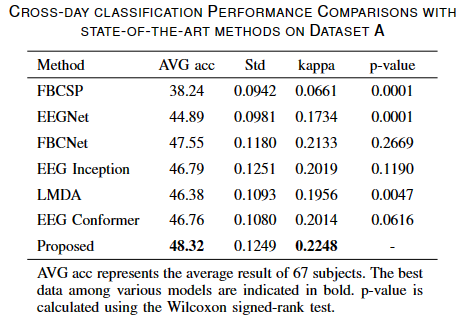 CROSS-DAY CLASSIFICATION PERFORMANCE COMPARISONS WITH
STATE-OF-THE-ART METHODS ON DATASET A
Method AVG acc Std kappa p-value
FBCSP 38.24 0.0942 0.0661 0.0001
EEGNet 44.89 0.0981 0.1734 0.0001
FBCNet 47.55 0.1180 0.2133 0.2669
EEG Inception 46.79 0.1251 0.2019 0.1190
LMDA 46.38 0.1093 0.1956 0.0047
EEG Conformer 46.76 0.1080 0.2014 0.0616
Proposed 48.32 0.1249 0.2248 -
AVG acc represents the average result of 67 subjects. The best
data among various models are indicated in bold. p-value is
calculated using the Wilcoxon signed-rank test.